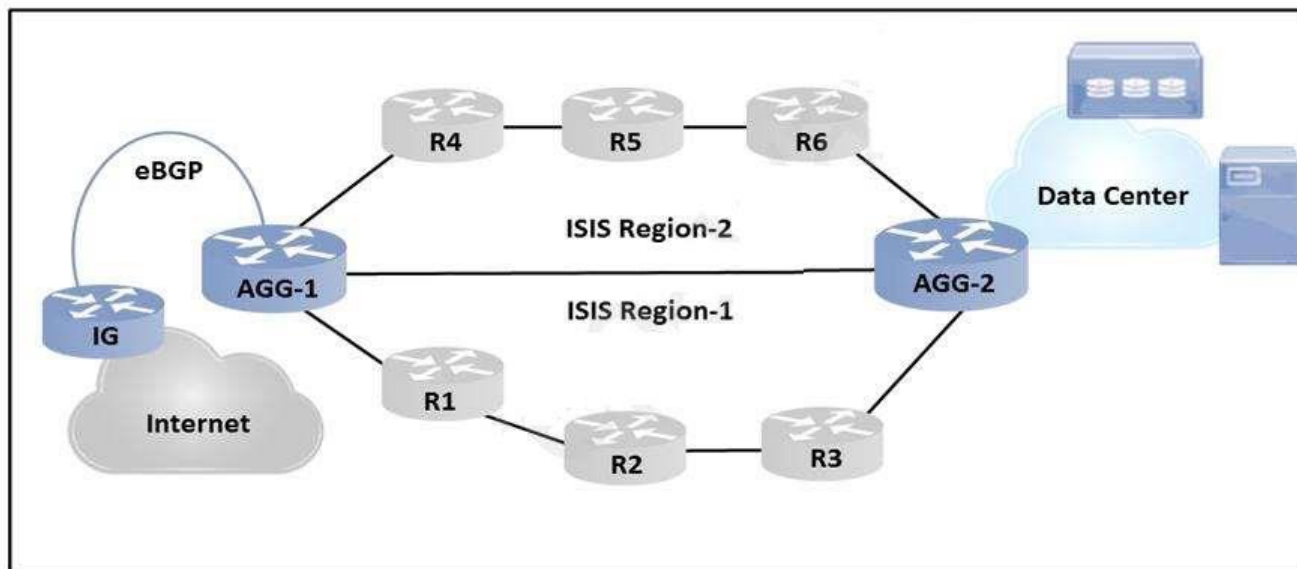 R4
R5
R6
eBGP
Data Center
ISIS Region-2
AGG-1
AGG-2
ISIS Region-1
IG
R1
Internet
R2
R3